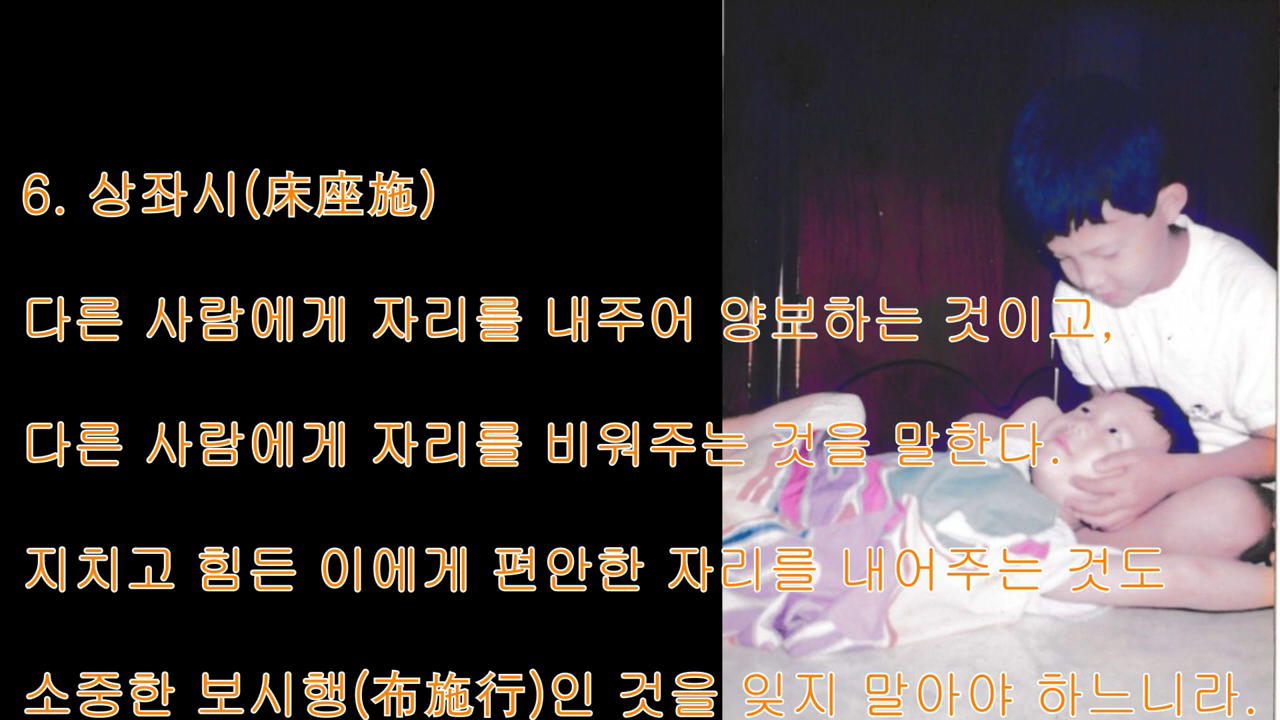 6. 상좌시(床座施)
다른 사람에게 자리를 내주어 양보하는 것이고,
다른 사람에게 자리를 비워주는 것을 말한다.
지치고 힘든 이에게 편안한 자리를 내어주는 것도
소중한 보시행(布施行)인 것을 잊지 말아야 하느니라.